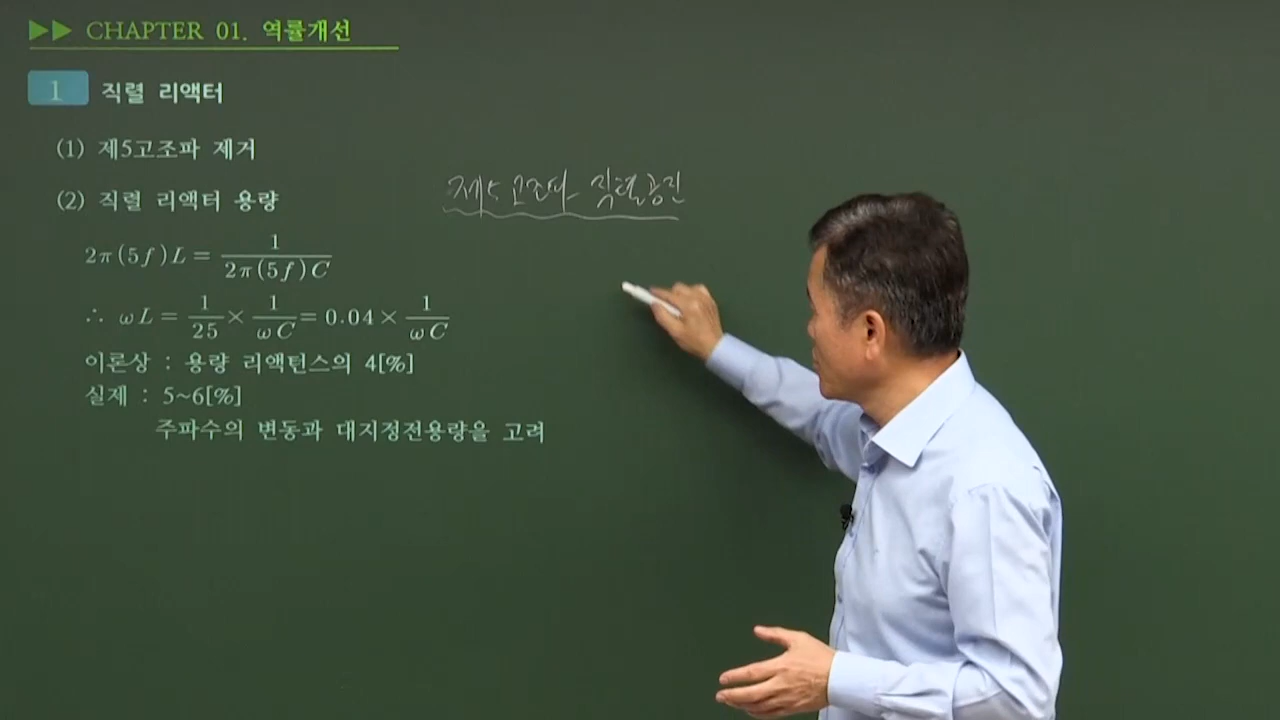 ▶▶ CHAPTER 01. 역률개선
1 직렬 리액터
(1) 제5고조파 제거
(2) 직렬 리액터 용량
제5고조파 직렬공진
2π(5f)L = 1/2π(5f)C
∴ ωL = 1/25 × 1/ωC = 0.04 × 1/ωC
이론상 : 용량 리액턴스의 4[%]
실제 : 5~6[%]
주파수의 변동과 대지정전용량을 고려